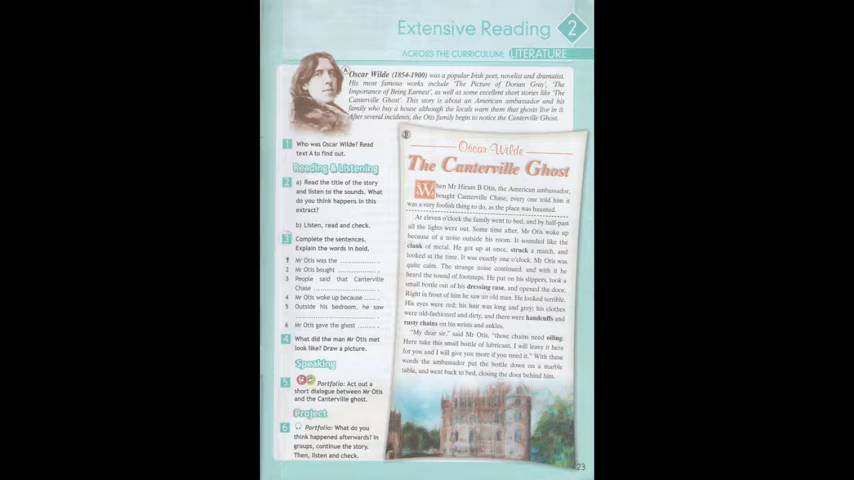 Extensive Reading 2
ACROSS THE CURRICULUM: LITERATURE
A
Oscar Wilde (1854-1900) was a popular Irish poet, novelist and dramatist.
His most famous works include 'The Picture of Dorian Gray', 'The
Importance of Being Earnest', as well as some excellent short stories like 'The
Canterville Ghost'. This story is about an American ambassador and his
family who buy a house although the locals warn them that ghosts live in it.
After several incidents, the Otis family begin to notice the Canterville Ghost.
1 Who was Oscar Wilde? Read
text A to find out.
Reading & Listening
2 a) Read the title of the story
and listen to the sounds. What
do you think happens in this
extract?
b) Listen, read and check.
3 Complete the sentences.
Explain the words in bold.
1 Mr Otis was the ..............
2 Mr Otis bought ..............
3 People said that Canterville
Chase ..............
4 Mr Otis woke up because ......
5 Outside his bedroom, he saw
..............
6 Mr Otis gave the ghost ........
4 What did the man Mr Otis met
look like? Draw a picture.
Speaking
5 Portfolio: Act out a
short dialogue between Mr Otis
and the Canterville ghost.
Project
6 Portfolio: What do you
think happened afterwards? In
groups, continue the story.
Then, listen and check.
B
Oscar Wilde
The Canterville Ghost
When Mr Hiram B Otis, the American ambassador,
bought Canterville Chase, every one told him it
was a very foolish thing to do, as the place was haunted.
At eleven o'clock the family went to bed, and by half-past
all the lights were out. Some time after, Mr Otis woke up
because of a noise outside his room. It sounded like the
clank of metal. He got up at once, struck a match, and
looked at the time. It was exactly one o'clock. Mr Otis was
quite calm. The strange noise continued, and with it he
heard the sound of footsteps. He put on his slippers, took a
small bottle out of his dressing case, and opened the door.
Right in front of him he saw an old man. He looked terrible.
His eyes were red; his hair was long and grey; his clothes
were old-fashioned and dirty, and there were handcuffs and
rusty chains on his wrists and ankles.
"My dear sir," said Mr Otis, "those chains need oiling.
Here take this small bottle of lubricant. I will leave it here
for you and I will give you more if you need it." With these
words the ambassador put the bottle down on a marble
table, and went back to bed, closing the door behind him.
23